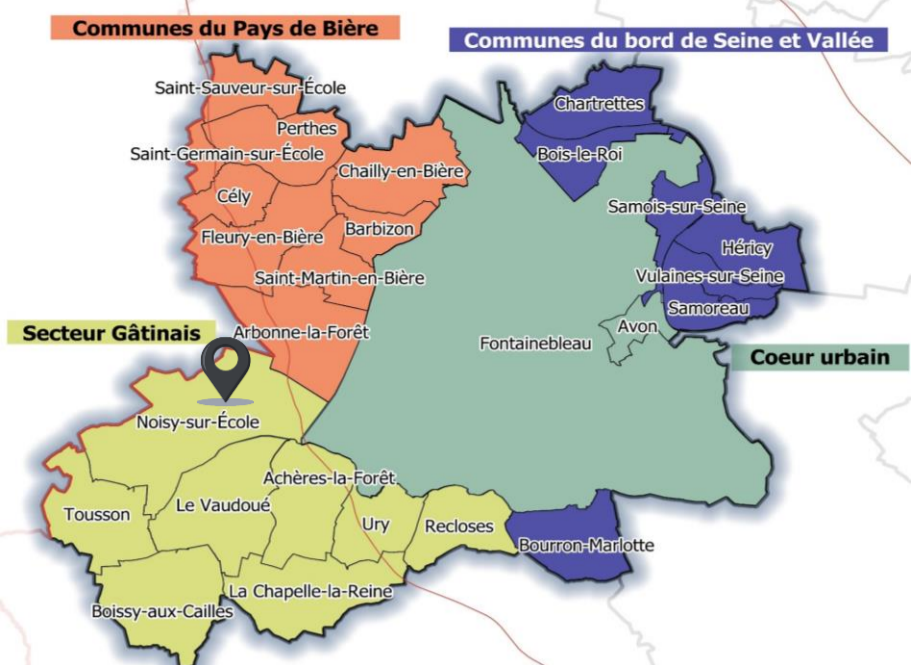 Communes du Pays de Bière
Communes du bord de Seine et Vallée
Saint-Sauveur-sur-École
Chartrettes
Perthes
Saint-Germain-sur-École
Bois-le-Roi
Chailly-en-Bière
Cély
Samois-sur-Seine
Barbizon
Fleury-en-Bière
Héricy
Saint-Martin-en-Bière
Vulaines-sur-Seine
Samoreau
Secteur Gâtinais
Arbonne-la-Forêt
Avon
Fontainebleau
Coeur urbain
Noisy-sur-École
Achères-la-Forêt
Le Vaudoué
Tousson
Ury
Recloses
Bourron-Marlotte
La Chapelle-la-Reine
Boissy-aux-Cailles